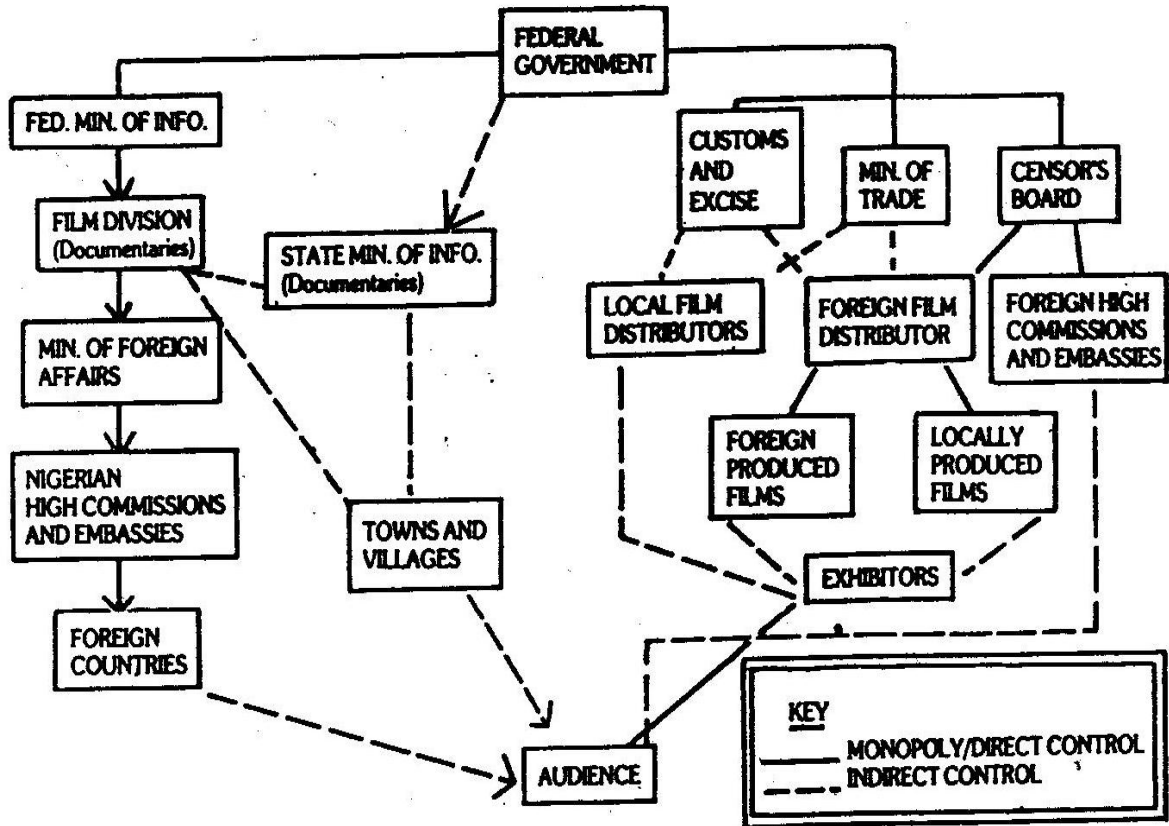 FEDERAL
GOVERNMENT
FED. MIN. OF INFO.
CUSTOMS
AND
EXCISE
MIN. OF
TRADE
CENSOR'S
BOARD
FILM DIVISION
(Documentaries)
STATE MIN. OF INFO.
(Documentaries)
LOCAL FILM
DISTRIBUTORS
FOREIGN FILM
DISTRIBUTOR
FOREIGN HIGH
COMMISSIONS
AND EMBASSIES
MIN. OF FOREIGN
AFFAIRS
FOREIGN
PRODUCED
FILMS
LOCALLY
PRODUCED
FILMS
NIGERIAN
HIGH COMMISSIONS
AND EMBASSIES
TOWNS AND
VILLAGES
EXHIBITORS
FOREIGN
COUNTRIES
AUDIENCE
KEY
MONOPOLY/DIRECT CONTROL
INDIRECT CONTROL